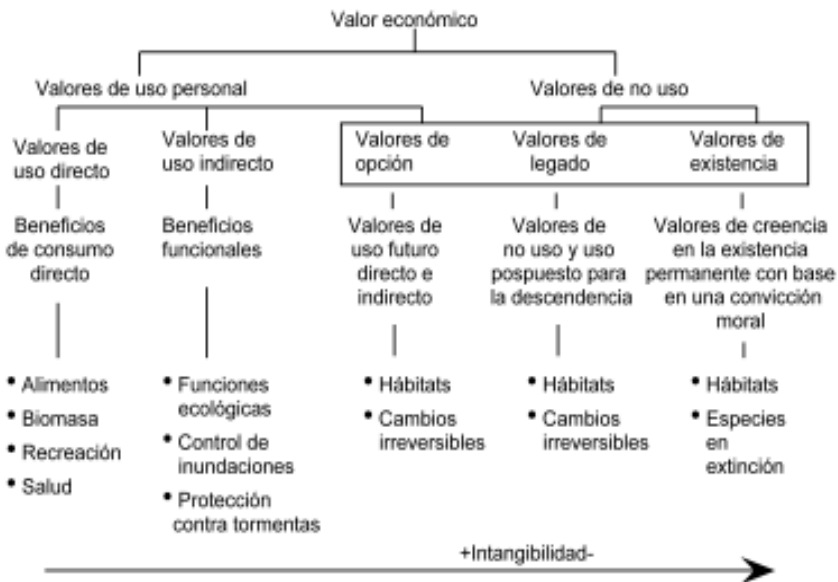 Valor económico
Valores de uso personal
Valores de no uso
Valores de
uso directo
Valores de
uso indirecto
Valores de
opción
Valores de
legado
Valores de
existencia
Beneficios
de consumo
directo
Beneficios
funcionales
Valores de
uso futuro
directo e
indirecto
Valores de
no uso y uso
pospuesto para
la descendencia
Valores de creencia
en la existencia
permanente con base
en una convicción
moral
• Alimentos
• Biomasa
• Recreación
• Salud
• Funciones
ecológicas
• Control de
inundaciones
• Protección
contra tormentas
• Hábitats
• Cambios
irreversibles
• Hábitats
• Cambios
irreversibles
• Hábitats
• Especies
en
extinción
+Intangibilidad-